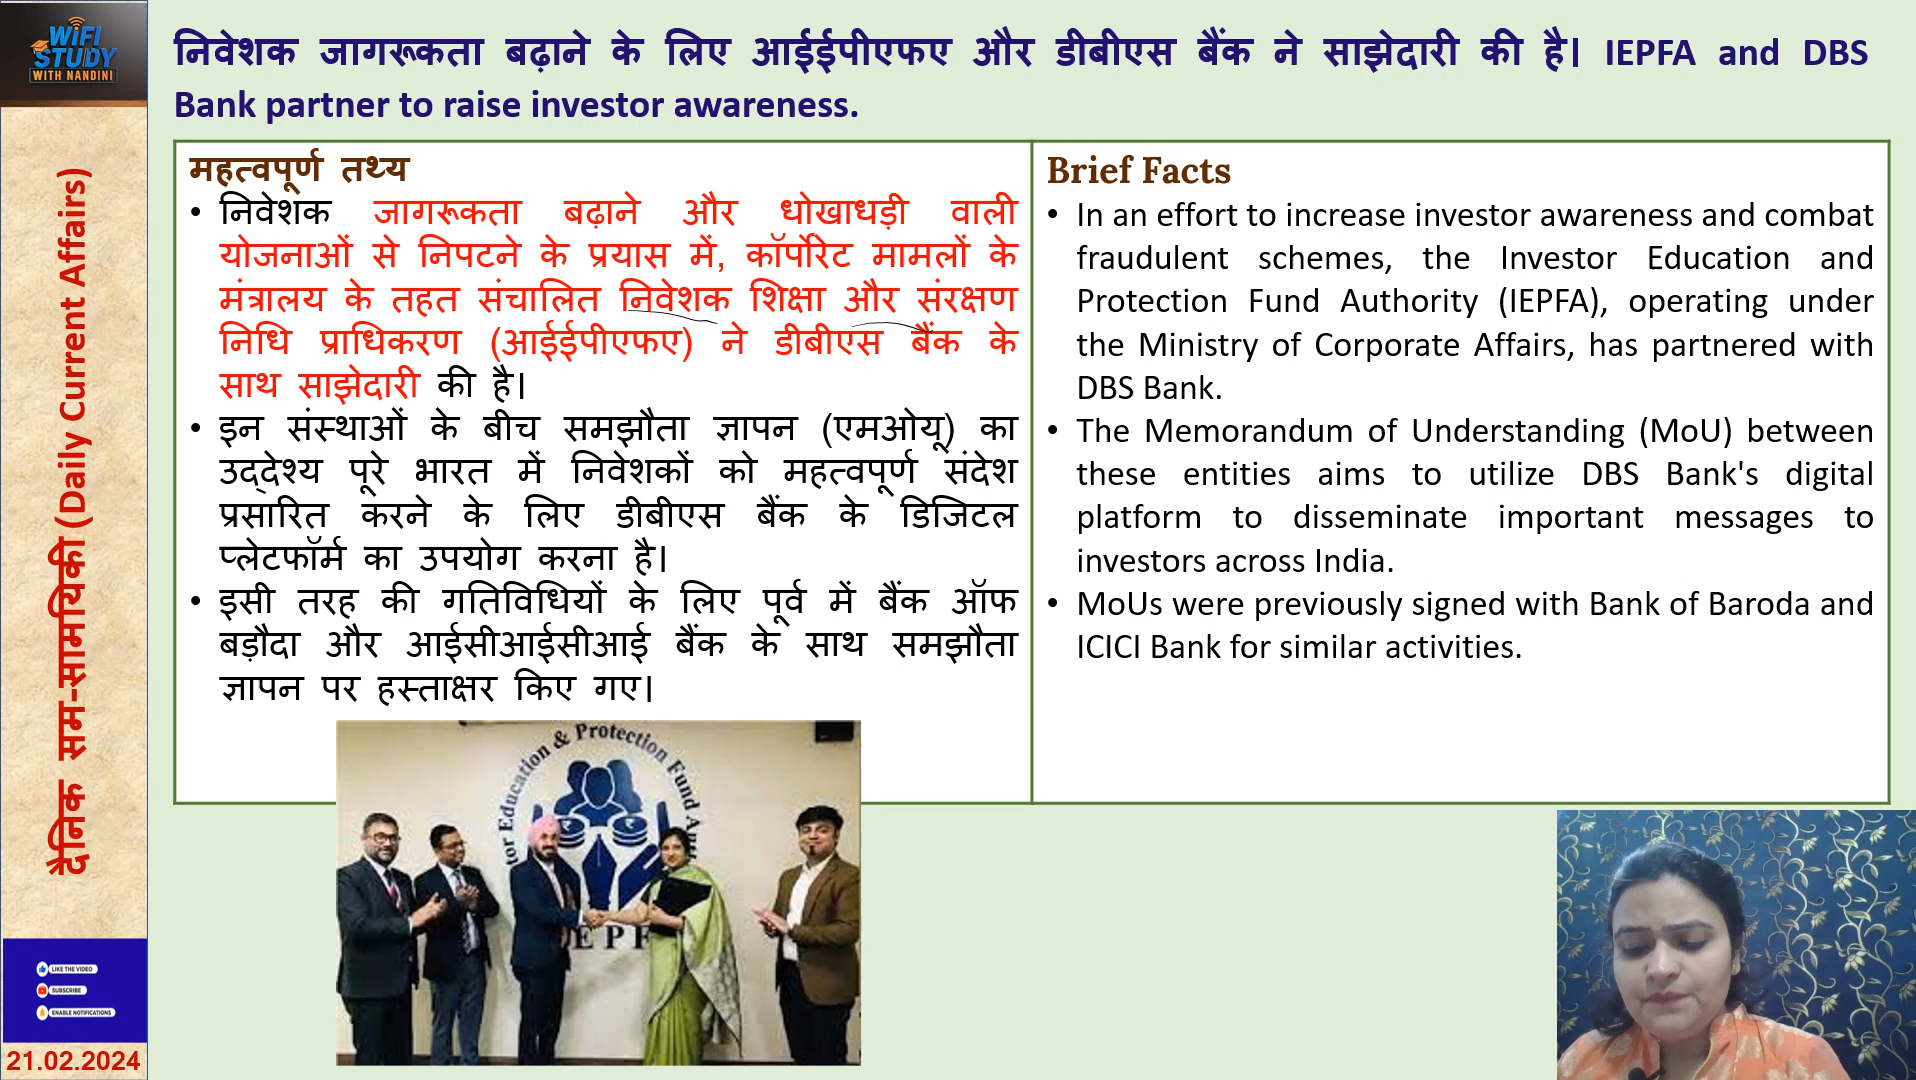 WiFI
STUDY
WITH NANDINI
निवेशक जागरूकता बढ़ाने के लिए आईईपीएफए और डीबीएस बैंक ने साझेदारी की है। IEPFA and DBS
Bank partner to raise investor awareness.
दैनिक सम-सामयिकी (Daily Current Affairs)
महत्वपूर्ण तथ्य
• निवेशक जागरूकता बढ़ाने और धोखाधड़ी वाली
योजनाओं से निपटने के प्रयास में, कॉर्पोरेट मामलों के
मंत्रालय के तहत संचालित निवेशक शिक्षा और संरक्षण
निधि प्राधिकरण (आईईपीएफए) ने डीबीएस बैंक के
साथ साझेदारी की है।
• इन संस्थाओं के बीच समझौता ज्ञापन (एमओयू) का
उद्देश्य पूरे भारत में निवेशकों को महत्वपूर्ण संदेश
प्रसारित करने के लिए डीबीएस बैंक के डिजिटल
प्लेटफॉर्म का उपयोग करना है।
• इसी तरह की गतिविधियों के लिए पूर्व में बैंक ऑफ
बड़ौदा और आईसीआईसीआई बैंक के साथ समझौता
ज्ञापन पर हस्ताक्षर किए गए।
Brief Facts
• In an effort to increase investor awareness and combat
fraudulent schemes, the Investor Education and
Protection Fund Authority (IEPFA), operating under
the Ministry of Corporate Affairs, has partnered with
DBS Bank.
• The Memorandum of Understanding (MoU) between
these entities aims to utilize DBS Bank's digital
platform to disseminate important messages to
investors across India.
• MoUs were previously signed with Bank of Baroda and
ICICI Bank for similar activities.
tor Education & Protection Fund
EPF
LIKE THE VIDEO
SUBSCRIBE
ENABLE NOTIFICATIONS
21.02.2024